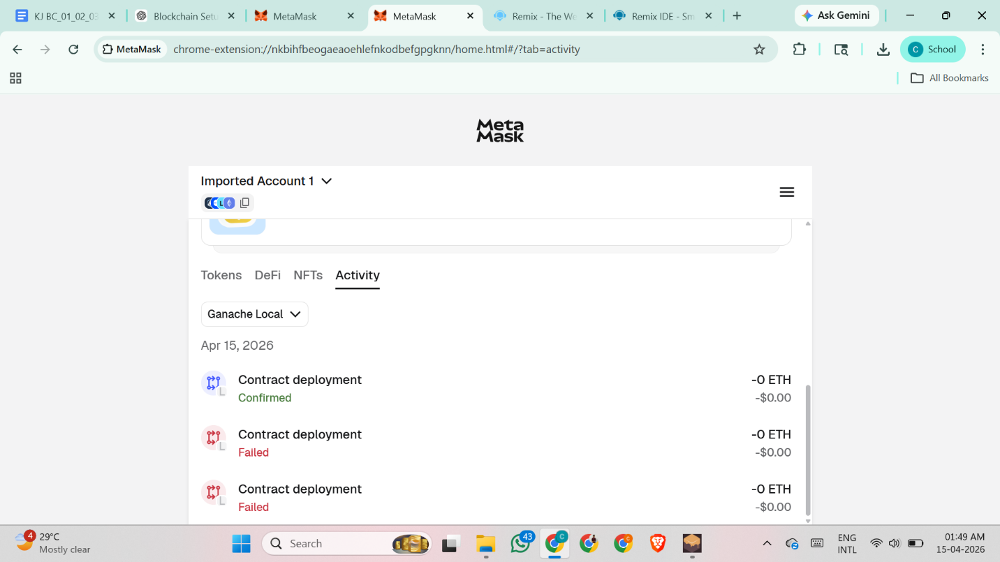 KJ BC_01_02_03
Blockchain Setu
MetaMask
MetaMask
Remix - The We
Remix IDE - Sm
Ask Gemini
MetaMask
chrome-extension://nkbihfbeogaeaoehlefnkodbefgpgknn/home.html#/?tab=activity
C
School
All Bookmarks
Meta
Mask
Imported Account 1
L
Tokens
DeFi
NFTs
Activity
Ganache Local
Apr 15, 2026
Contract deployment
-0 ETH
L
Confirmed
-$0.00
Contract deployment
-0 ETH
L
Failed
-$0.00
Contract deployment
-0 ETH
L
Failed
-$0.00
4
29°C
Mostly clear
Search
43
C
C
ENG
INTL
01:49 AM
15-04-2026